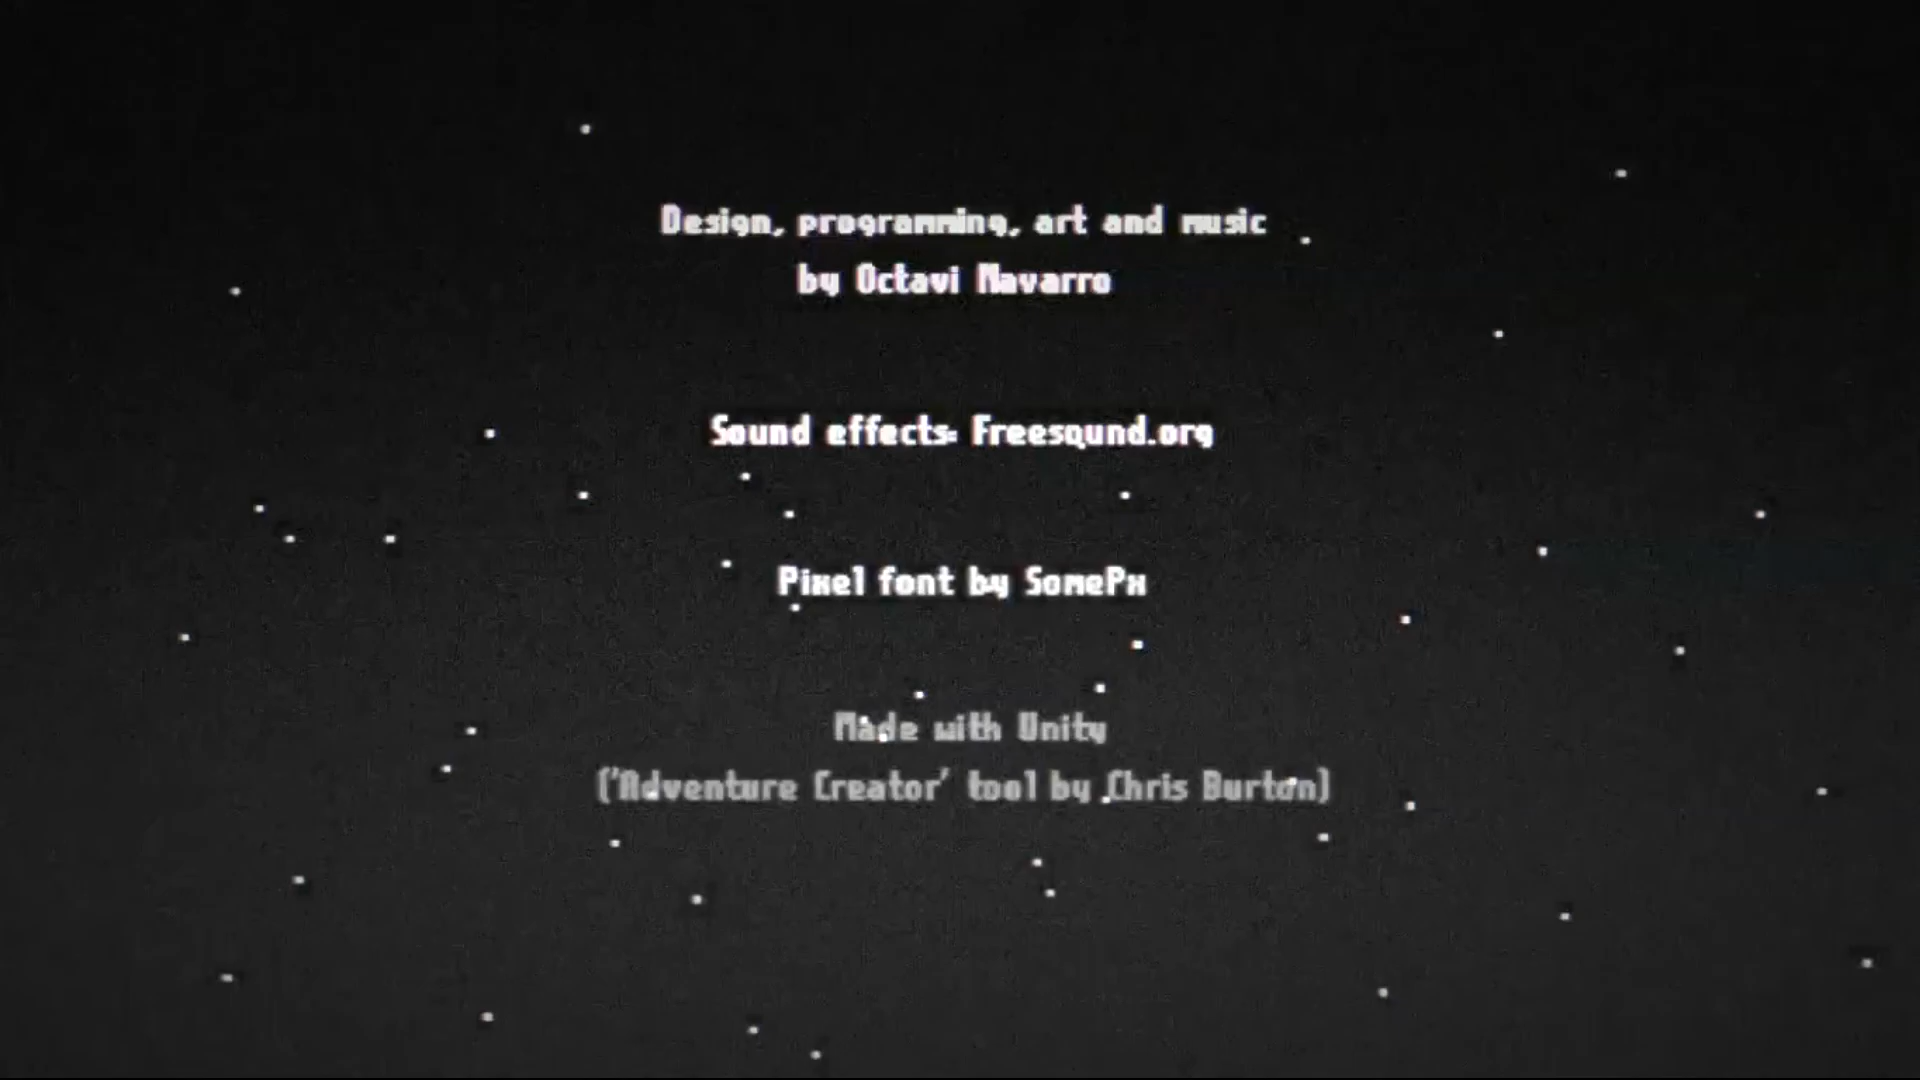 Design, programming, art and music
by Octavi Navarro
Sound effects: Freesound.org
Pixel font by SomePx
Made with Unity
('Adventure Creator' tool by Chris Burton)